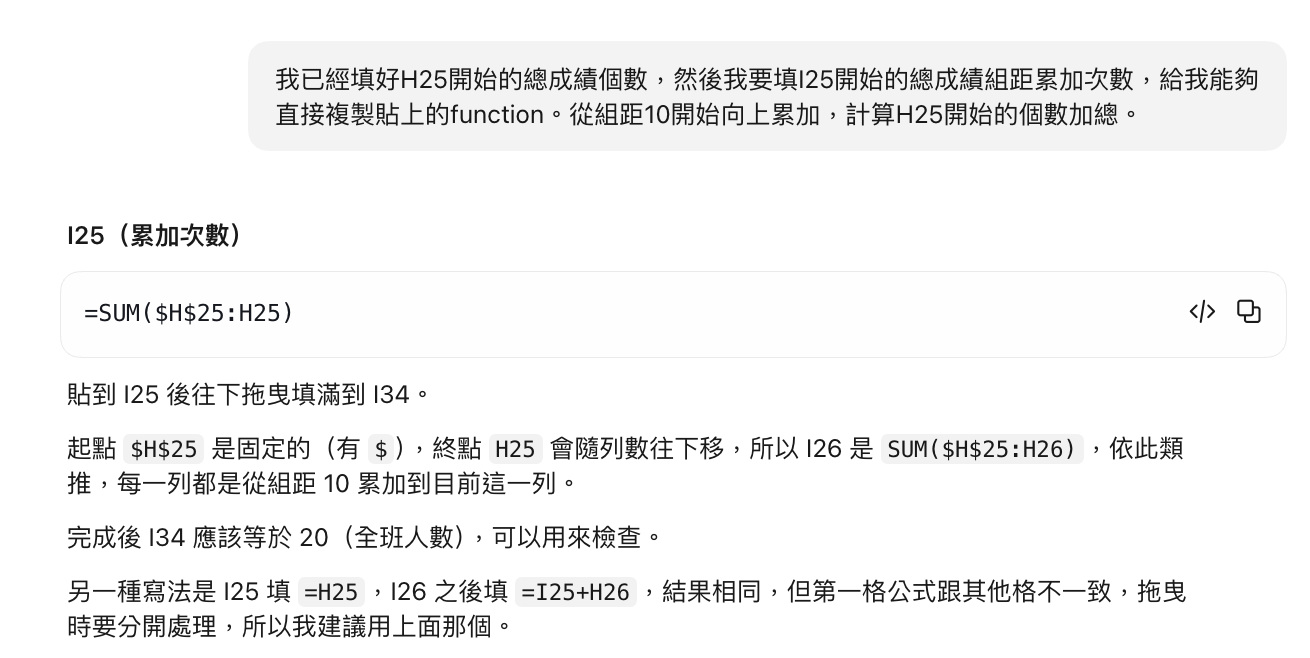 我已經填好H25開始的總成績個數，然後我要填I25開始的總成績組距累加次數，給我能夠
直接複製貼上的function。從組距10開始向上累加，計算H25開始的個數加總。
I25（累加次數）
=SUM($H$25:H25)
貼到 I25 後往下拖曳填滿到 I34。
起點 $H$25 是固定的（有 $），終點 H25 會隨列數往下移，所以 I26 是 SUM($H$25:H26)，依此類
推，每一列都是從組距 10 累加到目前這一列。
完成後 I34 應該等於 20（全班人數），可以用來檢查。
另一種寫法是 I25 填 =H25，I26 之後填 =I25+H26，結果相同，但第一格公式跟其他格不一致，拖曳
時要分開處理，所以我建議用上面那個。